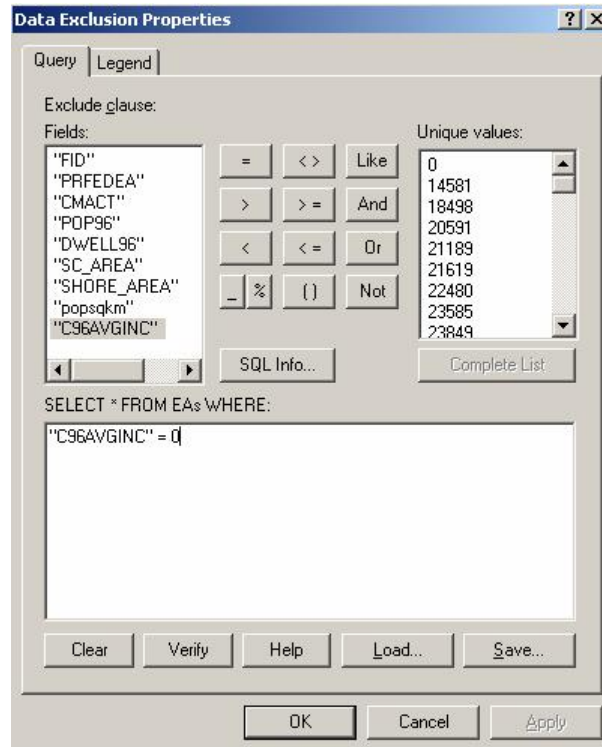 Data Exclusion Properties ? X
Query Legend
Exclude clause:
Fields: Unique values:
"FID"
"PRFEDEA"
"CMACT"
"POP96"
"DWELL96"
"SC_AREA"
"SHORE_AREA"
"popsqkm"
"C96AVGINC"
= <> Like
> >= And
< <= Or
_ % () Not
SQL Info...
0
14581
18498
20591
21189
21619
22480
23585
23849
Complete List
SELECT * FROM EAs WHERE:
"C96AVGINC" = 0
Clear Verify Help Load... Save...
OK Cancel Apply